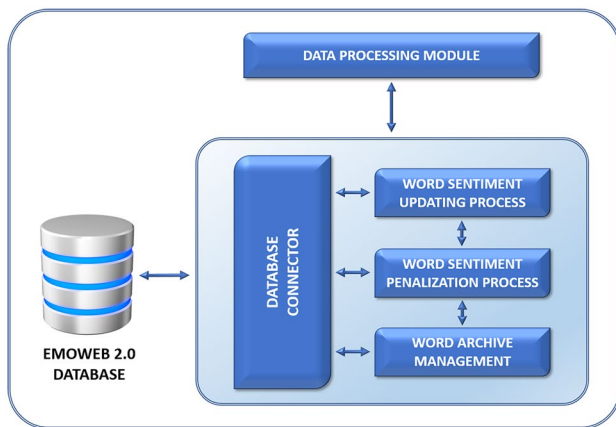 DATA PROCESSING MODULE
DATABASE
CONNECTOR
WORD SENTIMENT
UPDATING PROCESS
WORD SENTIMENT
PENALIZATION PROCESS
WORD ARCHIVE
MANAGEMENT
EMOWEB 2.0
DATABASE